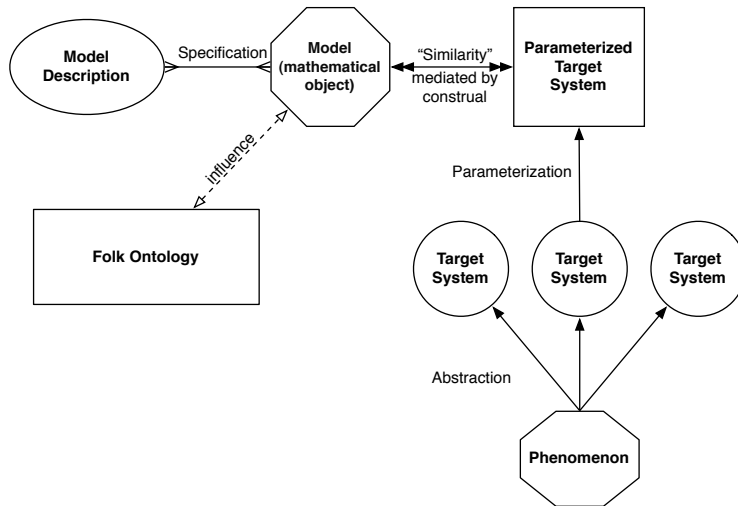 Model
Description
Specification
Model
(mathematical
object)
“Similarity”
mediated by
construal
Parameterized
Target
System
influence
Folk Ontology
Parameterization
Target
System
Target
System
Target
System
Abstraction
Phenomenon